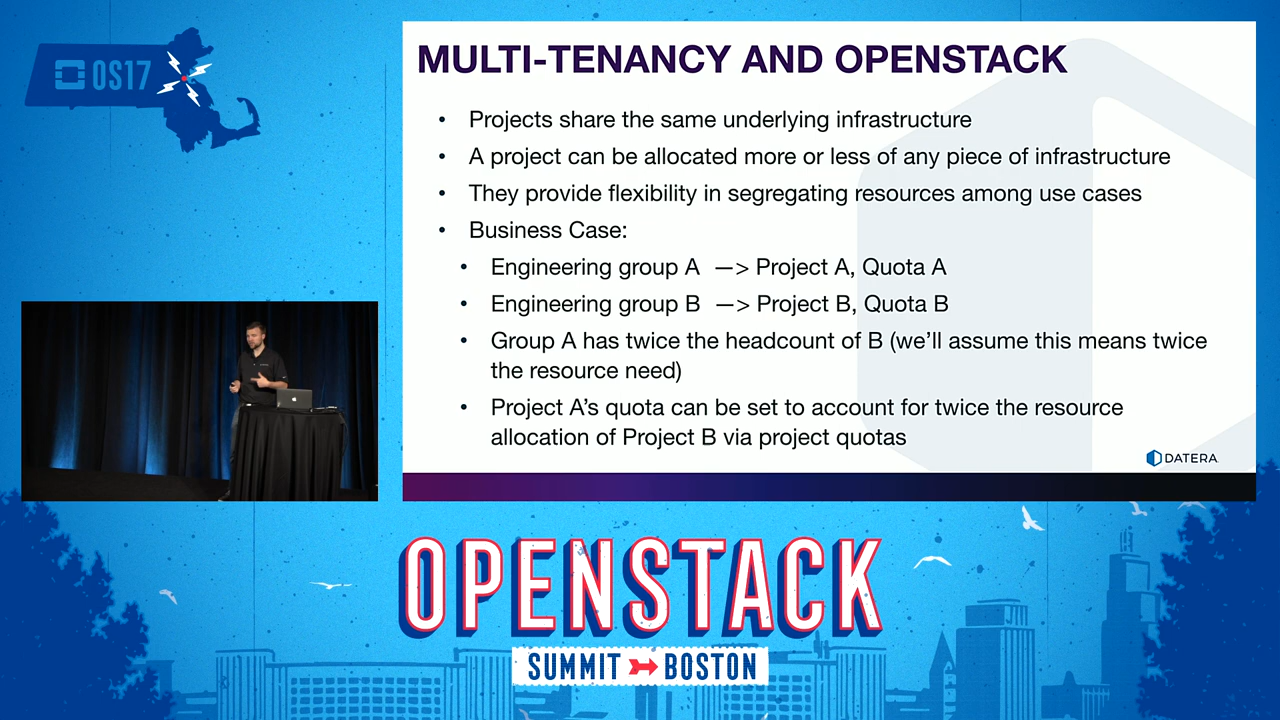 OS17
MULTI-TENANCY AND OPENSTACK
• Projects share the same underlying infrastructure
• A project can be allocated more or less of any piece of infrastructure
• They provide flexibility in segregating resources among use cases
• Business Case:
• Engineering group A —> Project A, Quota A
• Engineering group B —> Project B, Quota B
• Group A has twice the headcount of B (we’ll assume this means twice
the resource need)
• Project A’s quota can be set to account for twice the resource
allocation of Project B via project quotas
DATERA
OPENSTACK
SUMMIT BOSTON